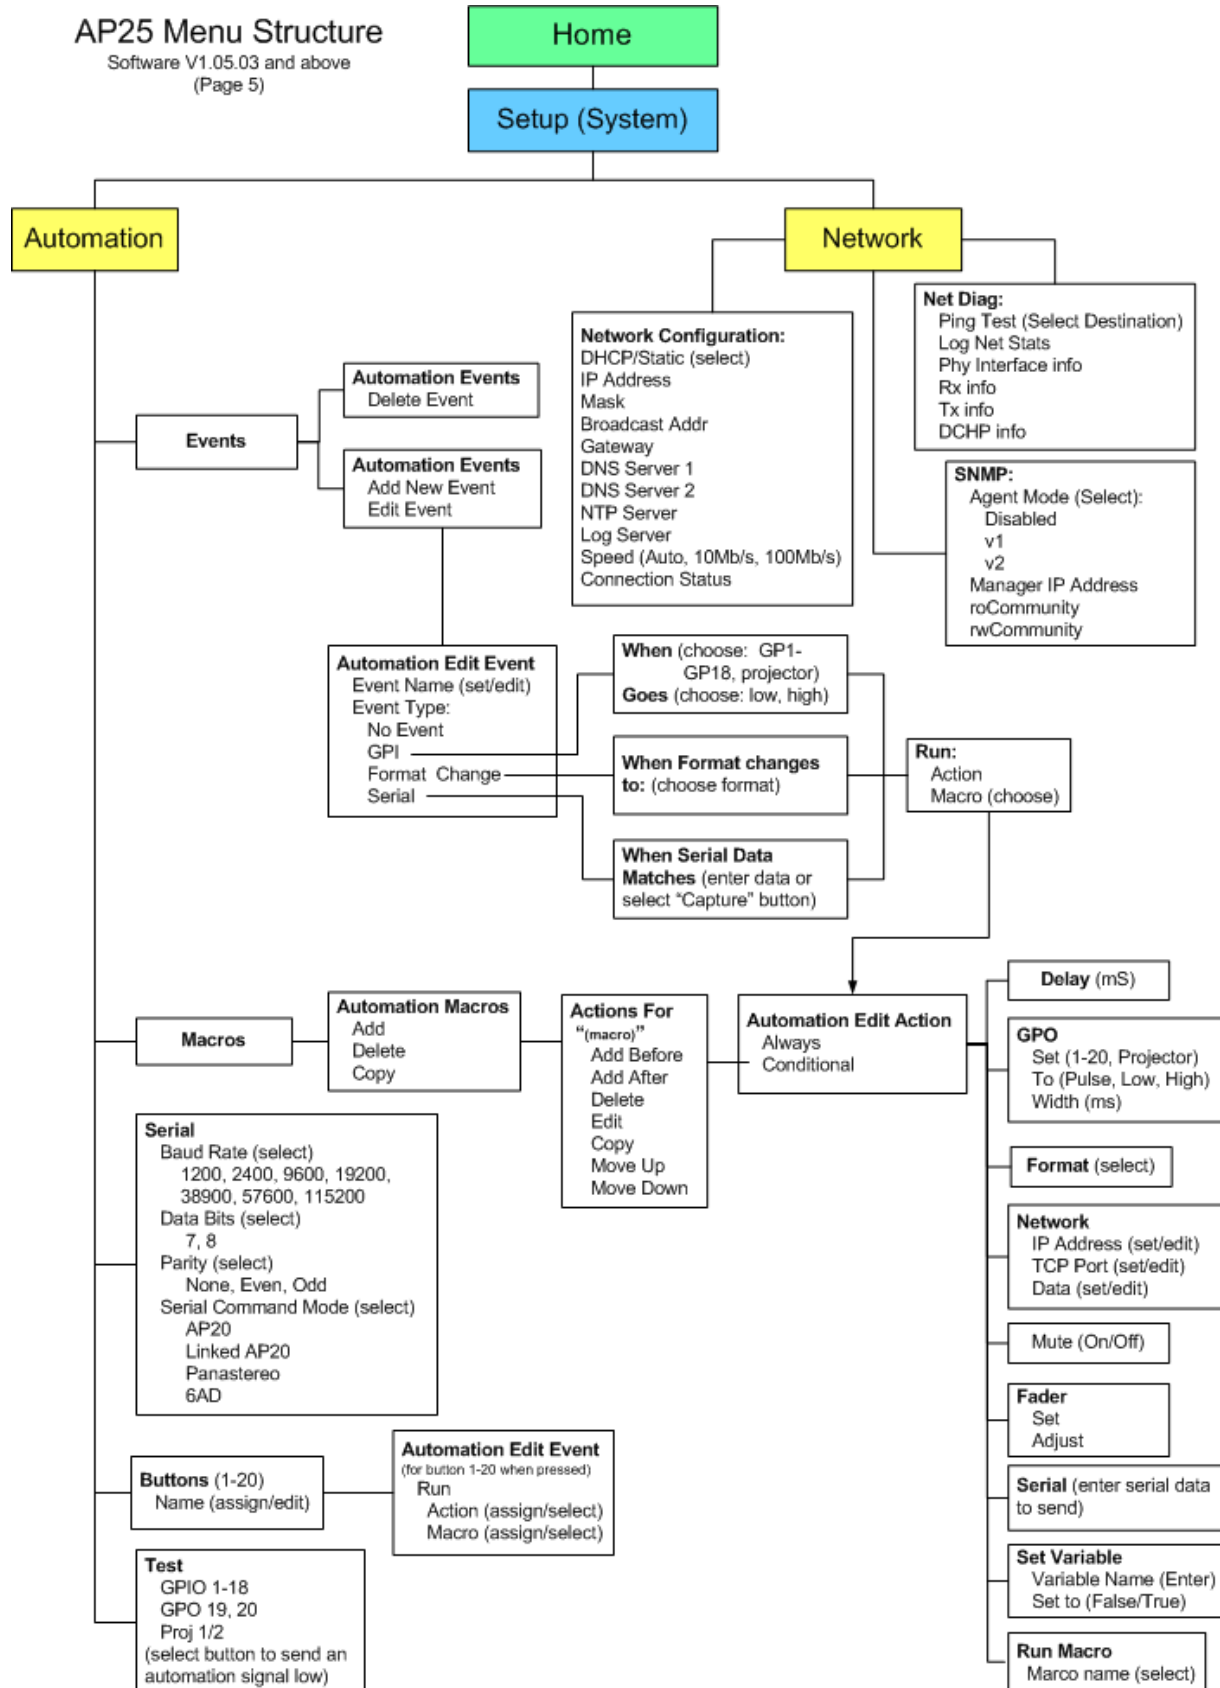 AP25 Menu Structure
Software V1.05.03 and above
(Page 5)
Home
Setup (System)
Automation
Network
Net Diag:
Ping Test (Select Destination)
Log Net Stats
Phy Interface info
Rx info
Tx info
DCHP info
Network Configuration:
DHCP/Static (select)
IP Address
Mask
Broadcast Addr
Gateway
DNS Server 1
DNS Server 2
NTP Server
Log Server
Speed (Auto, 10Mb/s, 100Mb/s)
Connection Status
SNMP:
Agent Mode (Select):
Disabled
v1
v2
Manager IP Address
roCommunity
rwCommunity
Events
Automation Events
Delete Event
Automation Events
Add New Event
Edit Event
Automation Edit Event
Event Name (set/edit)
Event Type:
No Event
GPI
Format Change
Serial
When (choose: GP1-
GP18, projector)
Goes (choose: low, high)
When Format changes
to: (choose format)
When Serial Data
Matches (enter data or
select “Capture” button)
Run:
Action
Macro (choose)
Macros
Automation Macros
Add
Delete
Copy
Actions For
“(macro)”
Add Before
Add After
Delete
Edit
Copy
Move Up
Move Down
Automation Edit Action
Always
Conditional
Delay (mS)
GPO
Set (1-20, Projector)
To (Pulse, Low, High)
Width (ms)
Format (select)
Network
IP Address (set/edit)
TCP Port (set/edit)
Data (set/edit)
Mute (On/Off)
Fader
Set
Adjust
Serial (enter serial data
to send)
Set Variable
Variable Name (Enter)
Set to (False/True)
Run Macro
Marco name (select)
Serial
Baud Rate (select)
1200, 2400, 9600, 19200,
38900, 57600, 115200
Data Bits (select)
7, 8
Parity (select)
None, Even, Odd
Serial Command Mode (select)
AP20
Linked AP20
Panastereo
6AD
Buttons (1-20)
Name (assign/edit)
Automation Edit Event
(for button 1-20 when pressed)
Run
Action (assign/select)
Macro (assign/select)
Test
GPIO 1-18
GPO 19, 20
Proj 1/2
(select button to send an
automation signal low)